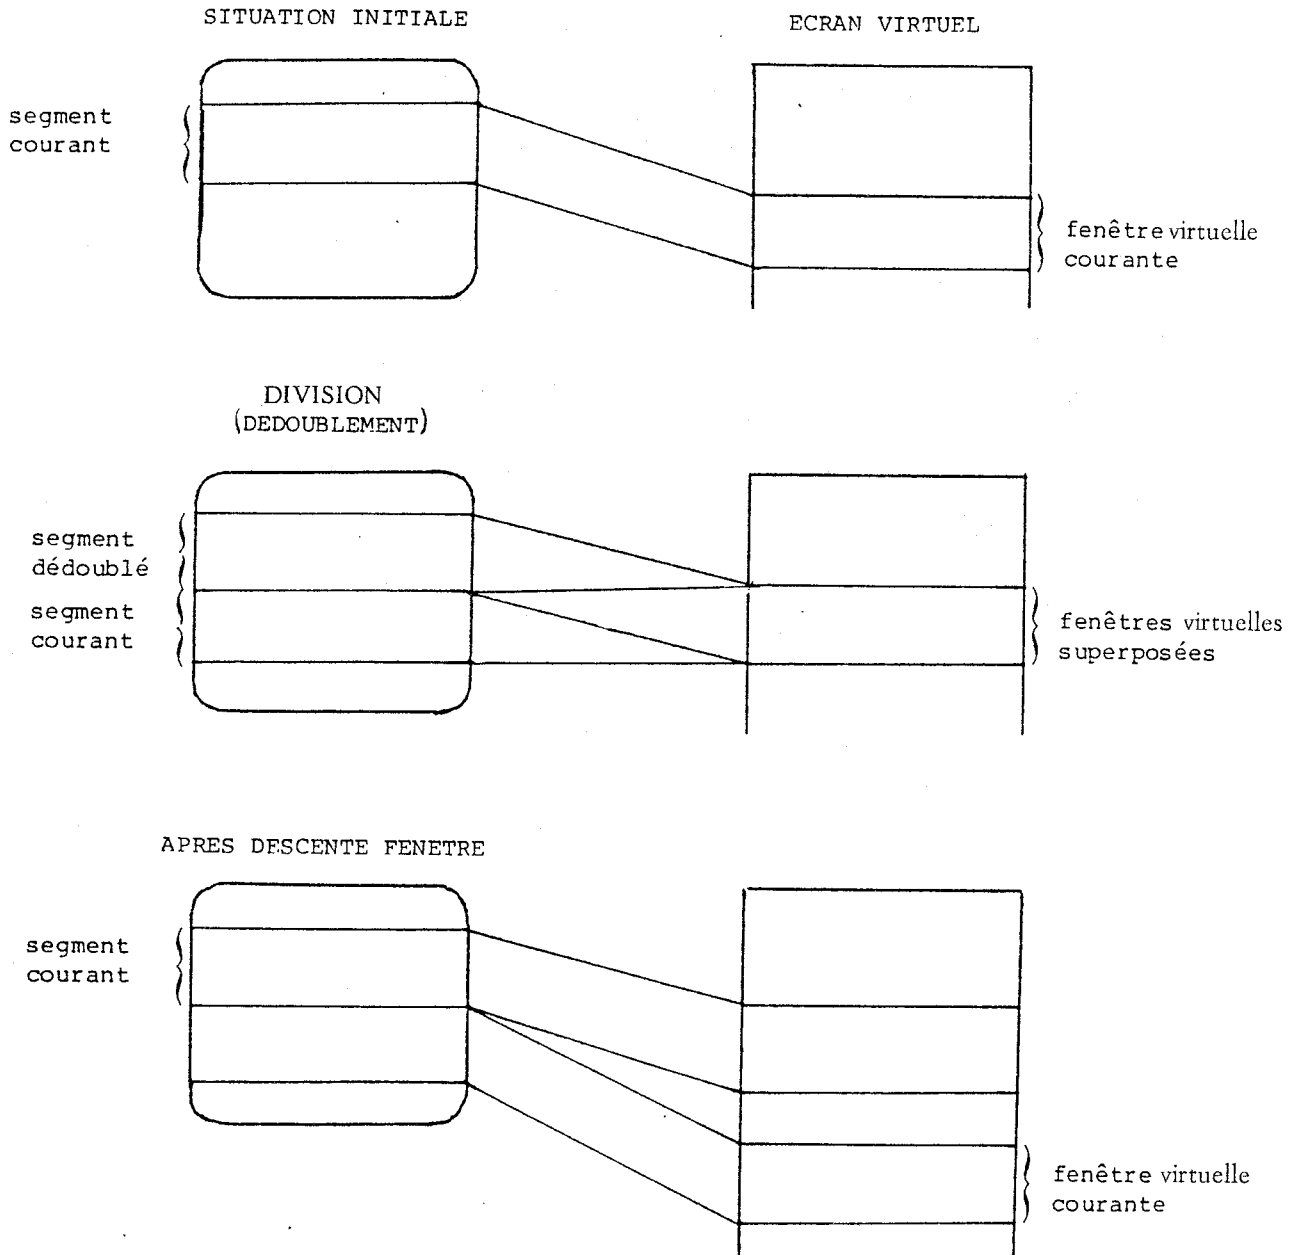 SITUATION INITIALE
ECRAN VIRTUEL
segment
courant
fenêtre virtuelle
courante
DIVISION
(DEDOUBLEMENT)
segment
dédoublé
segment
courant
fenêtres virtuelles
superposées
APRES DESCENTE FENETRE
segment
courant
fenêtre virtuelle
courante